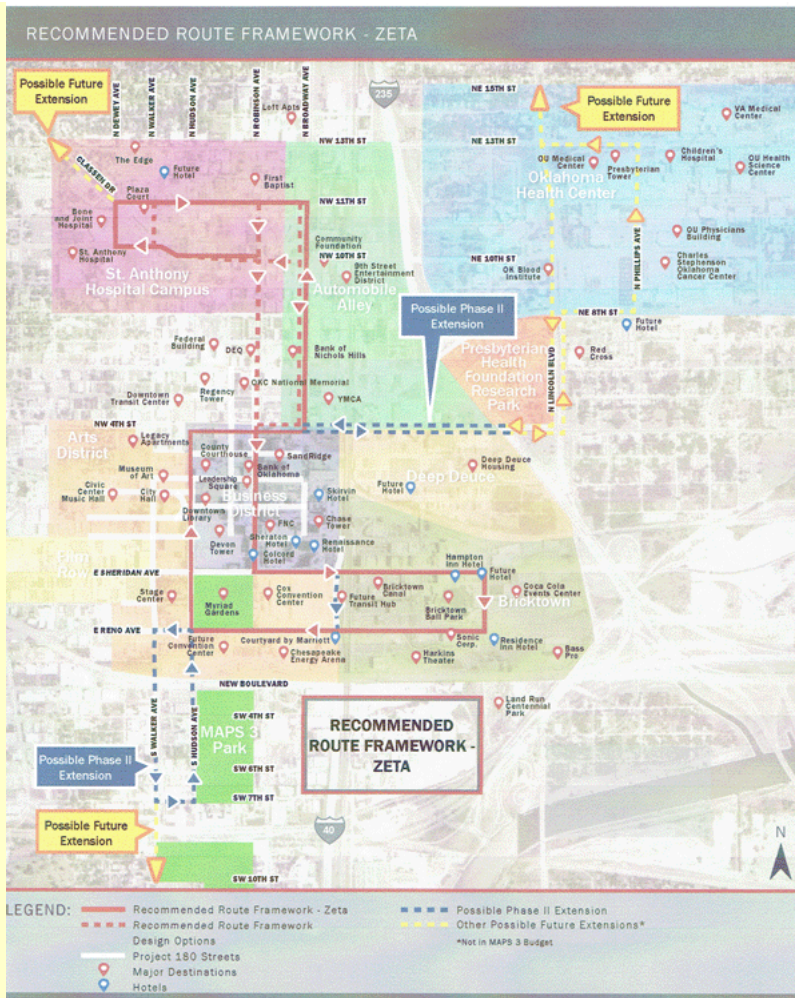 RECOMMENDED ROUTE FRAMEWORK - ZETA
Possible Future
Extension
N DEWEY AVE
N WALKER AVE
N HUDSON AVE
N ROBINSON AVE
N BROADWAY AVE
Loft Apts
235
NE 15TH ST
Possible Future
Extension
VA Medical
Center
NW 13TH ST
NE 13TH ST
The Edge
Future
Hotel
First
Baptist
CLASSEN DR
OU Medical
Center
Presbyterian
Tower
Children's
Hospital
OU Health
Science
Center
Oklahoma
Health Center
Plaza
Court
NW 11TH ST
Bone
and Joint
Hospital
St. Anthony
Hospital
St. Anthony
Hospital Campus
Community
Foundation
NW 10TH ST
9th Street
Entertainment
District
Automobile
Alley
NE 10TH ST
OK Blood
Institute
N PHILLIPS AVE
OU Physicians
Building
Charles
Stephenson
Oklahoma
Cancer Center
Possible Phase II
Extension
NE 8TH ST
Future
Hotel
Federal
Building
DEQ
Bank of
Nichols Hills
Presbyterian
Health
Foundation
Research
Park
N LINCOLN BLVD
Red
Cross
Downtown
Transit Center
Regency
Tower
OKC National Memorial
YMCA
NW 4TH ST
Arts
District
Legacy
Apartments
County
Courthouse
SandRidge
Museum
of Art
Leadership
Square
Bank of
Oklahoma
Business
District
Skirvin
Hotel
Future
Hotel
Deep Deuce
Housing
Deep Deuce
Civic
Center
Music Hall
City
Hall
Downtown
Library
Devon
Tower
FNC
Chase
Tower
Sheraton
Hotel
Colcorg
Hotel
Renaissance
Hotel
Film
Row
E SHERIDAN AVE
Hampton
Inn Hotel
Future
Hotel
Stage
Center
Myriad
Gardens
Cox
Convention
Center
Future
Transit Hub
Bricktown
Canal
Bricktown
Ball Park
Coca Cola
Events Center
Bricktown
E RENO AVE
Future
Convention
Center
Courtyard by Marriott
Chesapeake
Energy Arena
Harkins
Theater
Sonic
Corp.
Residence
Inn Hotel
Bass
Pro
NEW BOULEVARD
Land Run
Centennial
Park
S WALKER AVE
S HUDSON AVE
SW 4TH ST
MAPS 3
Park
RECOMMENDED
ROUTE FRAMEWORK -
ZETA
Possible Phase II
Extension
SW 6TH ST
SW 7TH ST
Possible Future
Extension
40
N
SW 10TH ST
LEGEND:
Recommended Route Framework - Zeta
Recommended Route Framework
Design Options
Project 180 Streets
Major Destinations
Hotels
Possible Phase II Extension
Other Possible Future Extensions*
*Not in MAPS 3 Budget